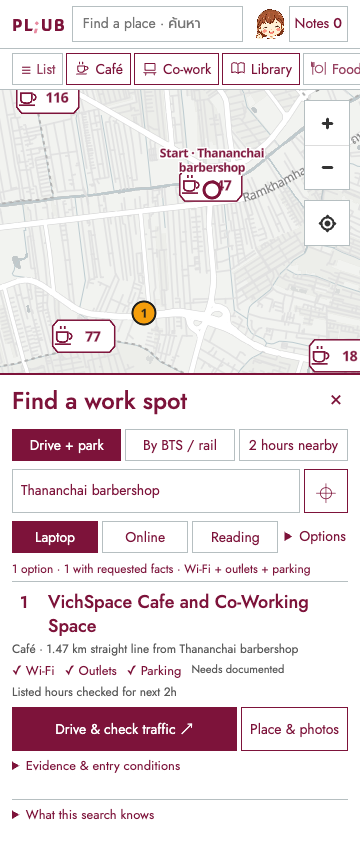 PL;UB
Find a place · ค้นหา
Notes 0
List
Café
Co-work
Library
Food
116
Start · Thananchai
barbershop
47
Ramkhamha
+
−
1
77
18
Find a work spot
×
Drive + park
By BTS / rail
2 hours nearby
Thananchai barbershop
Laptop
Online
Reading
▶ Options
1 option · 1 with requested facts · Wi-Fi + outlets + parking
1
VichSpace Cafe and Co-Working
Space
Café · 1.47 km straight line from Thananchai barbershop
✓ Wi-Fi ✓ Outlets ✓ Parking Needs documented
Listed hours checked for next 2h
Drive & check traffic ↗
Place & photos
▶ Evidence & entry conditions
▶ What this search knows